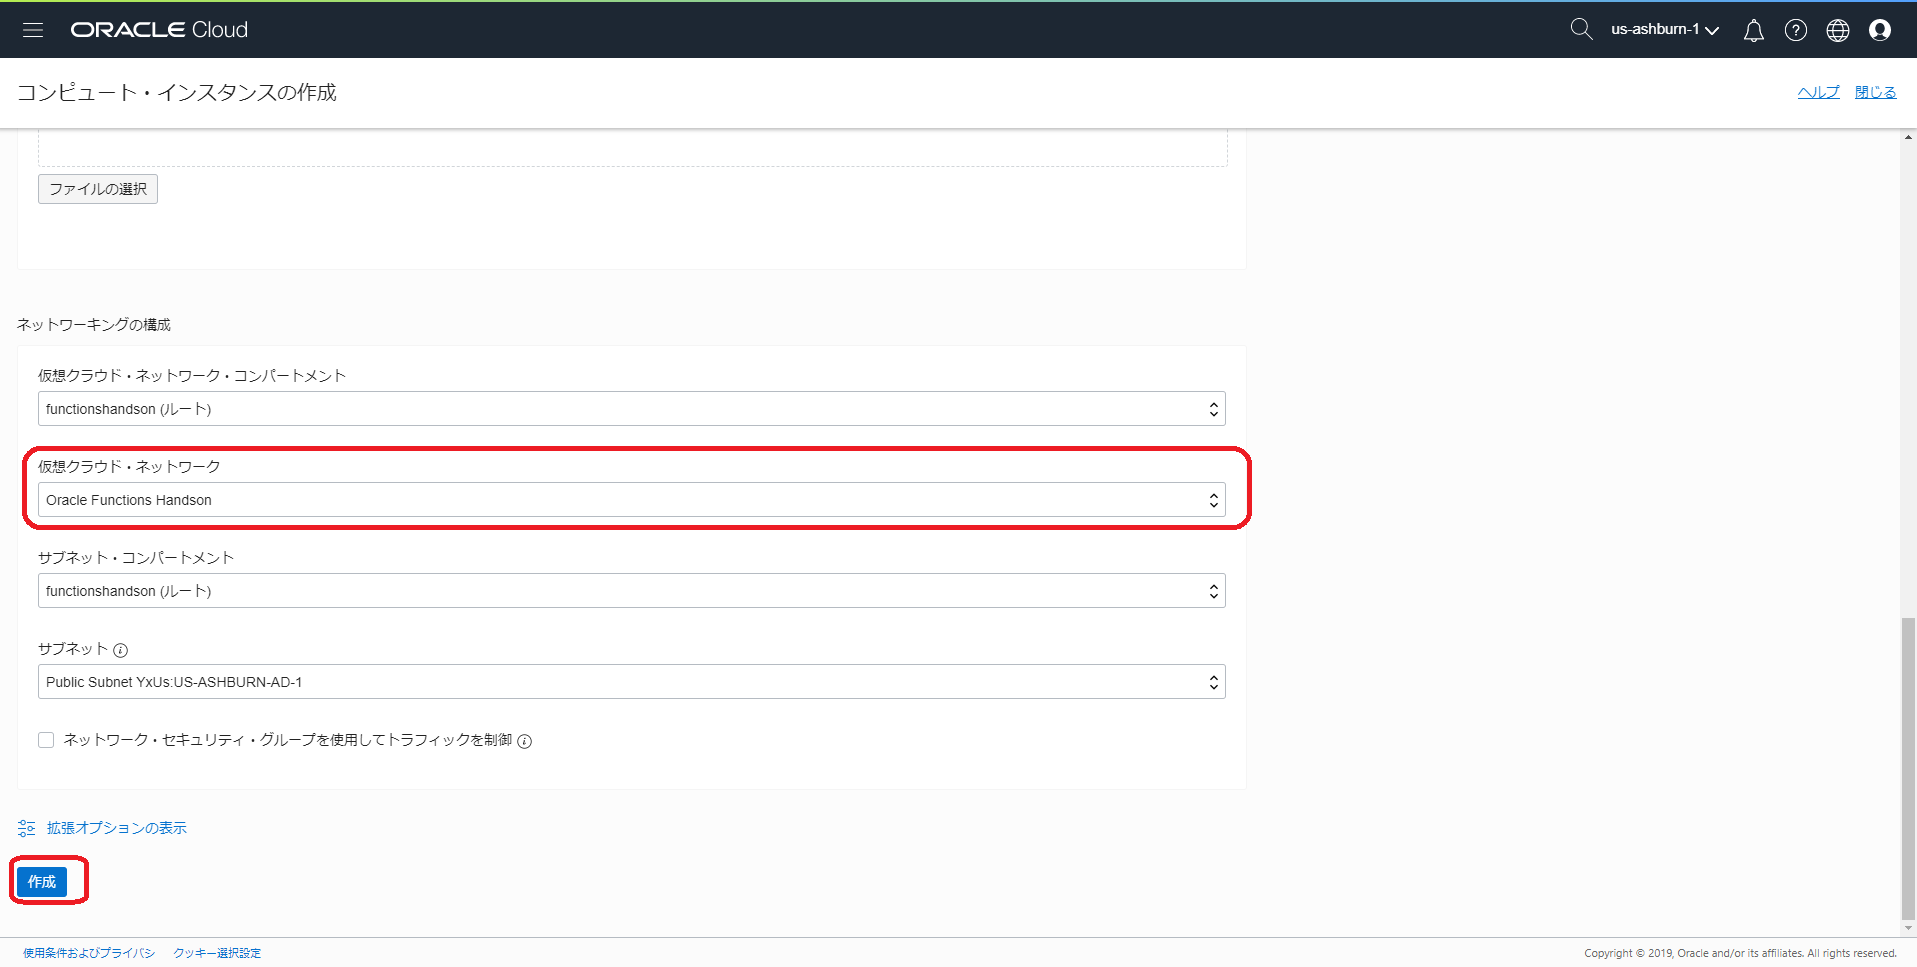 ORACLE Cloud
us-ashburn-1
コンピュート・インスタンスの作成
ヘルプ 閉じる
ファイルの選択
ネットワーキングの構成
仮想クラウド・ネットワーク・コンパートメント
functionshandson (ルート)
仮想クラウド・ネットワーク
Oracle Functions Handson
サブネット・コンパートメント
functionshandson (ルート)
サブネット
Public Subnet YxUs:US-ASHBURN-AD-1
ネットワーク・セキュリティ・グループを使用してトラフィックを制御
拡張オプションの表示
作成
使用条件およびプライバシ クッキー選択設定
Copyright © 2019, Oracle and/or its affiliates. All rights reserved.